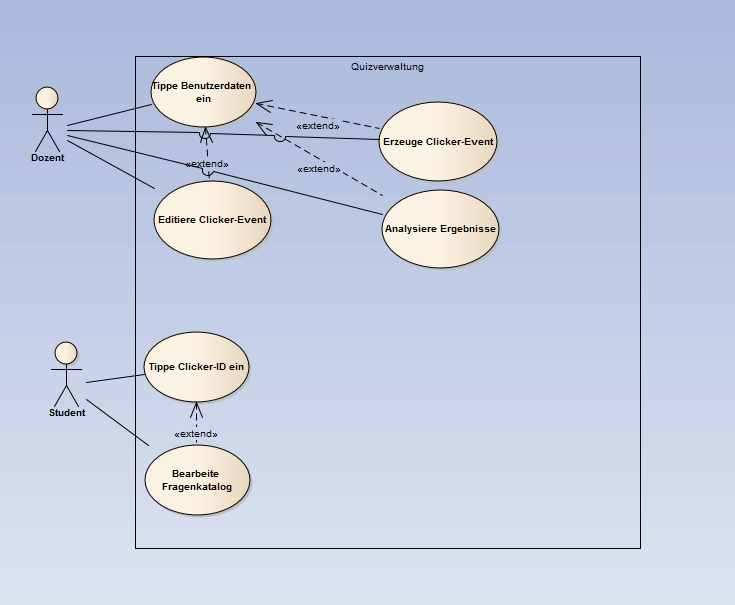 Quizverwaltung
Tippe Benutzerdaten
ein
«extend»
Erzeuge Clicker-Event
Dozent
«extend»
«extend»
Editiere Clicker-Event
Analysiere Ergebnisse
Tippe Clicker-ID ein
Student
«extend»
Bearbeite
Fragenkatalog